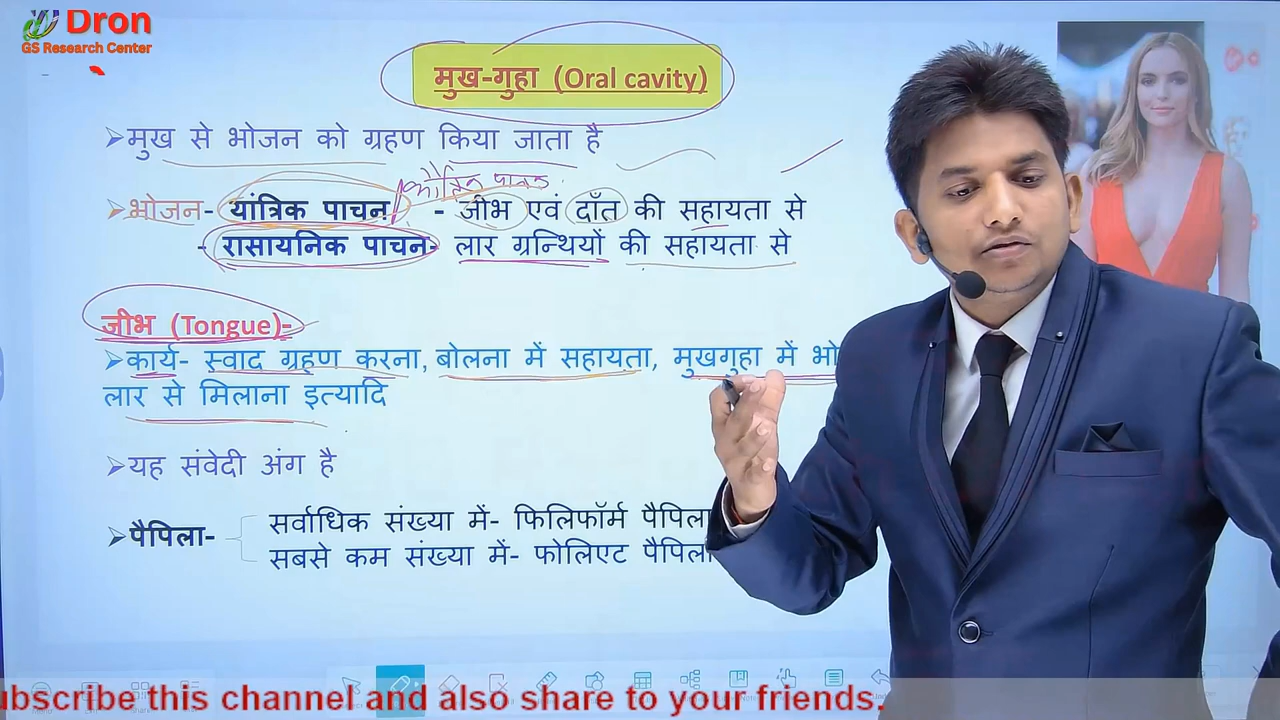 Dron
GS Research Center
मुख-गुहा (Oral cavity)
➢मुख से भोजन को ग्रहण किया जाता है
भौतिक पाचन
➢भोजन- यांत्रिक पाचन - जीभ एवं दाँत की सहायता से
- रासायनिक पाचन- लार ग्रन्थियों की सहायता से
जीभ (Tongue)-
➢कार्य- स्वाद ग्रहण करना, बोलना में सहायता, मुखगुहा में भो
लार से मिलाना इत्यादि
➢यह संवेदी अंग है
➢पैपिला- सर्वाधिक संख्या में- फिलिफॉर्म पैपिला
सबसे कम संख्या में- फोलिएट पैपिला
ubscribe this channel and also share to your friends.